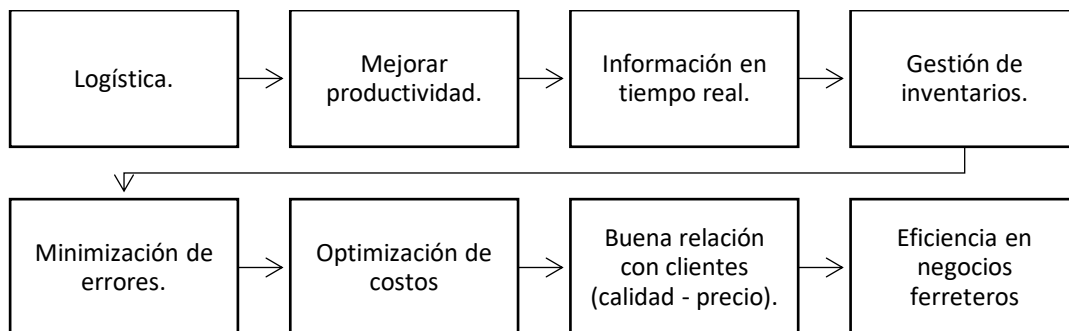 Logística.
Mejorar
productividad.
Información en
tiempo real.
Gestión de
inventarios.
Minimización de
errores.
Optimización de
costos
Buena relación
con clientes
(calidad - precio).
Eficiencia en
negocios
ferreteros